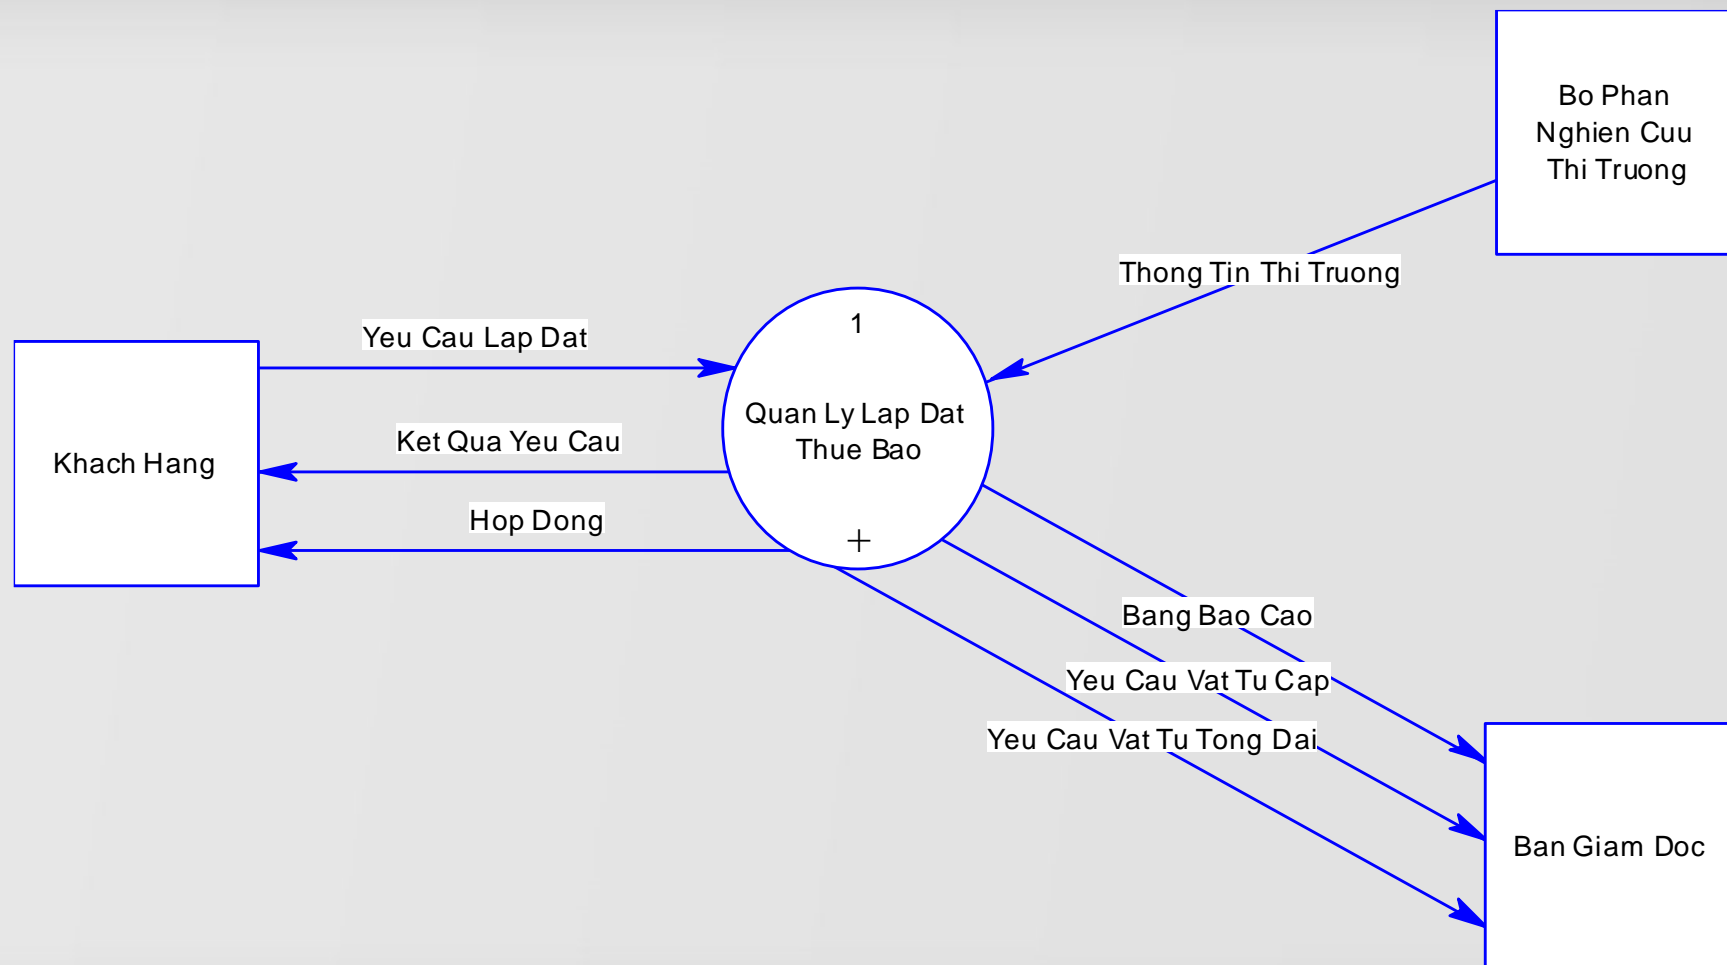 Bo Phan
Nghien Cuu
Thi Truong
Thong Tin Thi Truong
1
Yeu Cau Lap Dat
Quan Ly Lap Dat
Thue Bao
Ket Qua Yeu Cau
Khach Hang
Hop Dong
+
Bang Bao Cao
Yeu Cau Vat Tu Cap
Yeu Cau Vat Tu Tong Dai
Ban Giam Doc